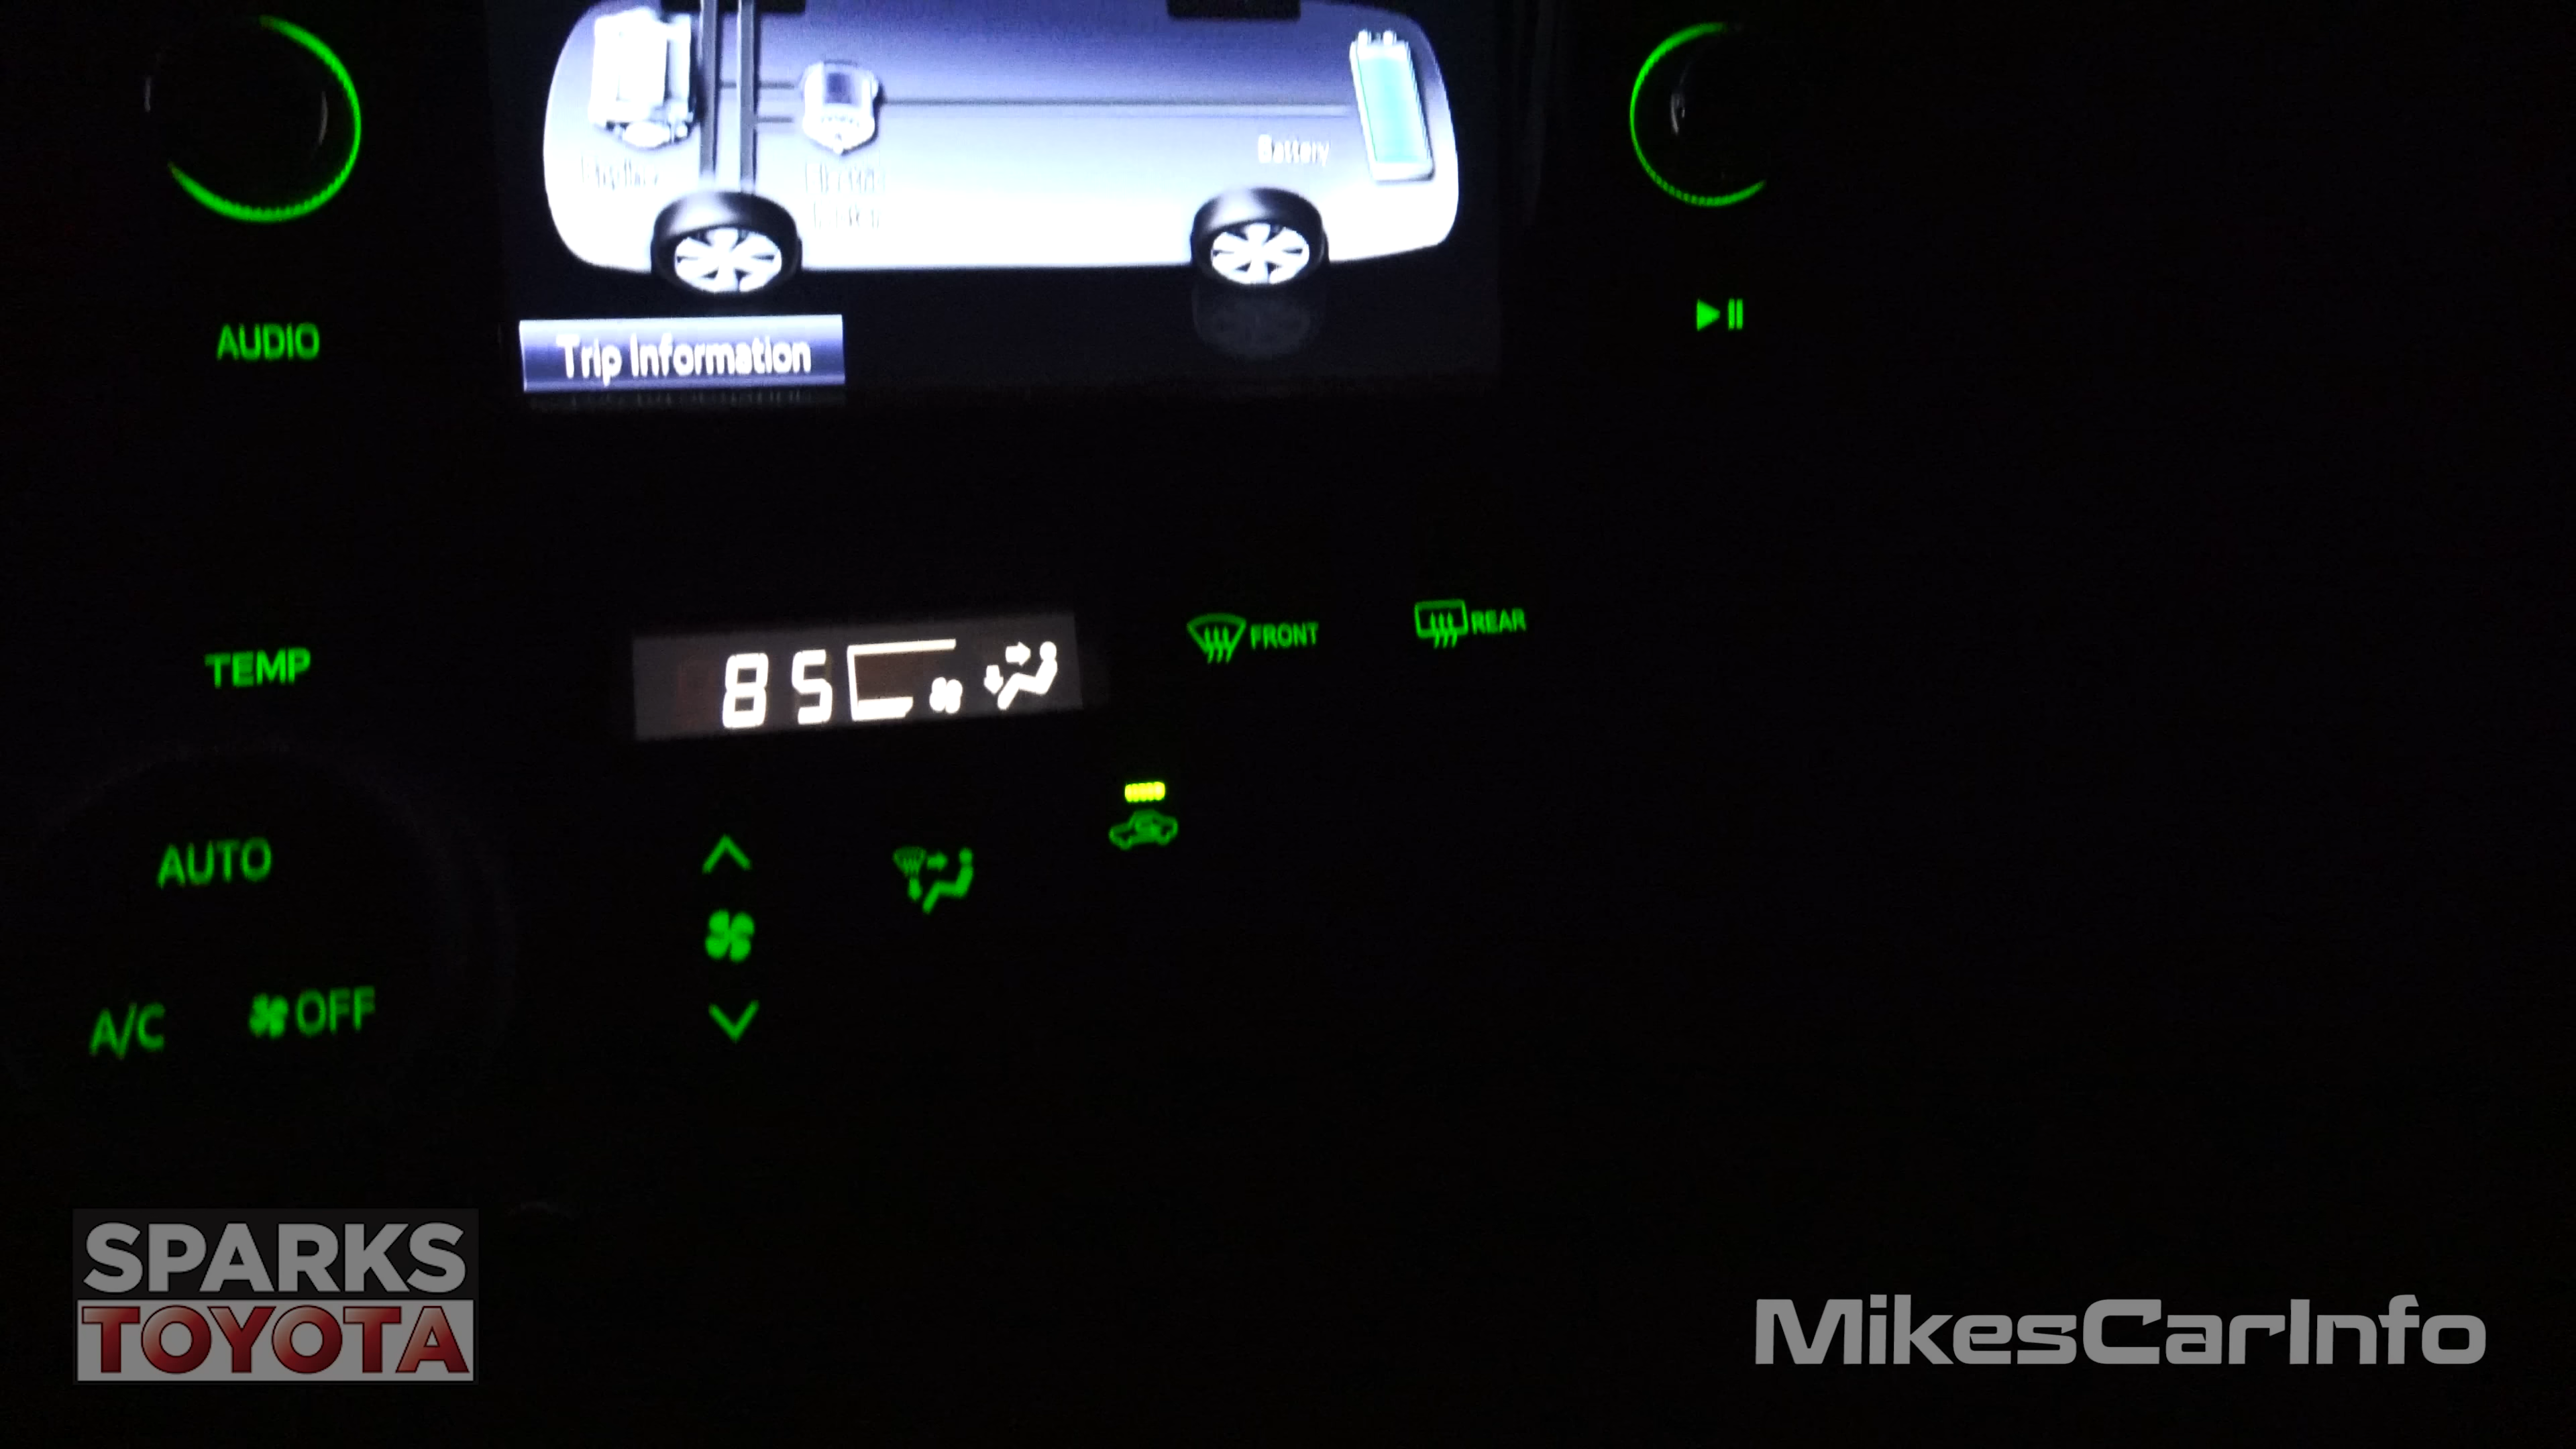 Battery
AUDIO
Trip Information
TEMP
85
FRONT
REAR
AUTO
A/C
OFF
SPARKS
TOYOTA
MikesCarInfo